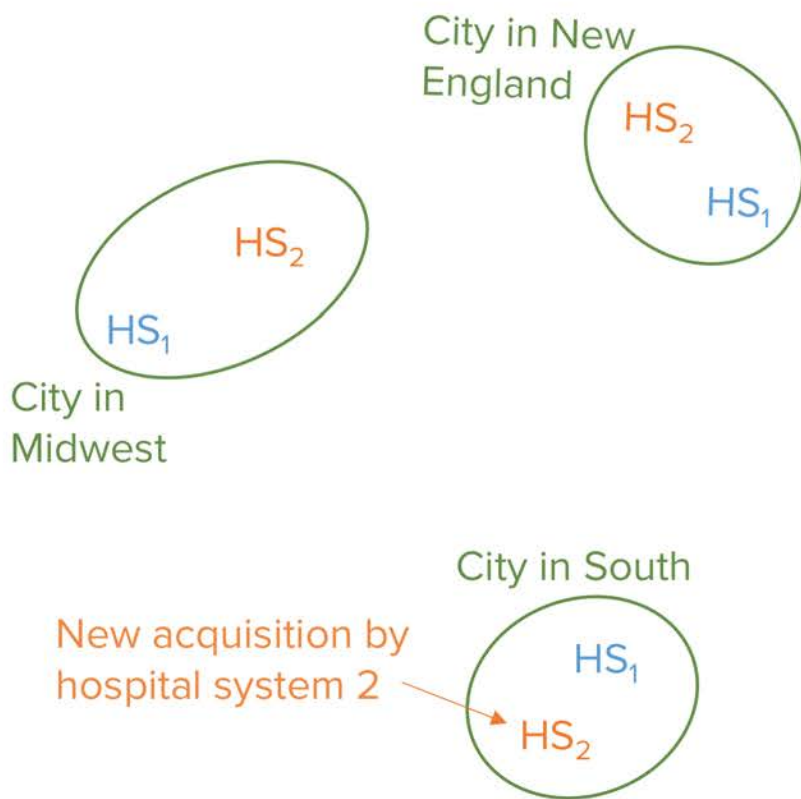 City in New
England
HS₂
HS₁
HS₂
HS₁
City in
Midwest
City in South
New acquisition by
hospital system 2
HS₁
HS₂